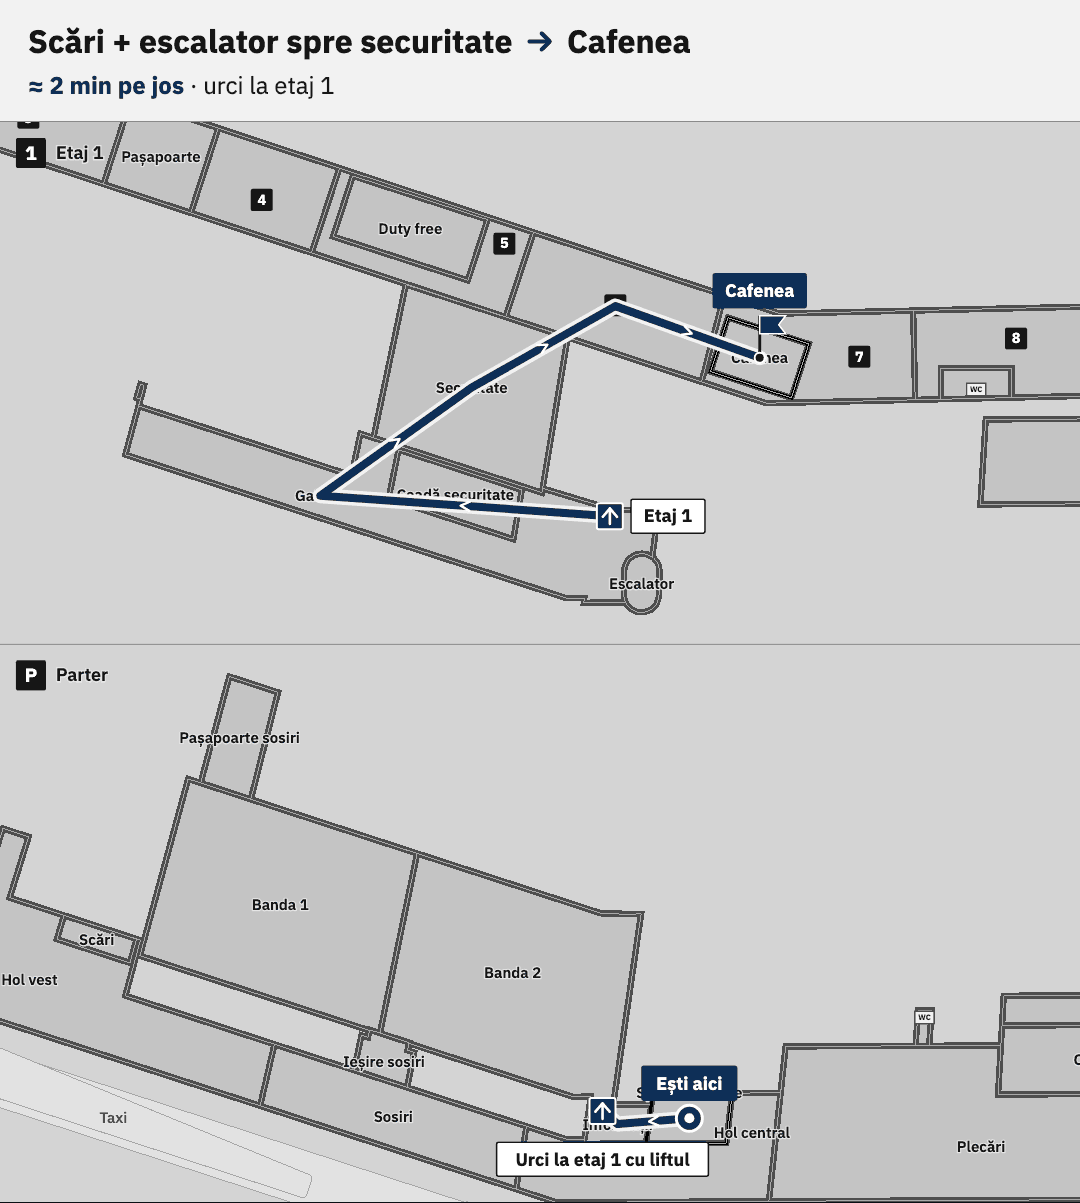 Scări + escalator spre securitate → Cafenea
≈ 2 min pe jos · urci la etaj 1
1 Etaj 1
Pașapoarte
4
Duty free
5
Cafenea
7
8
WC
Etaj 1
Escalator
P Parter
Pașapoarte sosiri
Banda 1
Banda 2
Scări
Hol vest
Ieșire sosiri
Sosiri
Taxi
WC
Ești aici
Hol central
Plecări
Urci la etaj 1 cu liftul
Coadă securitate